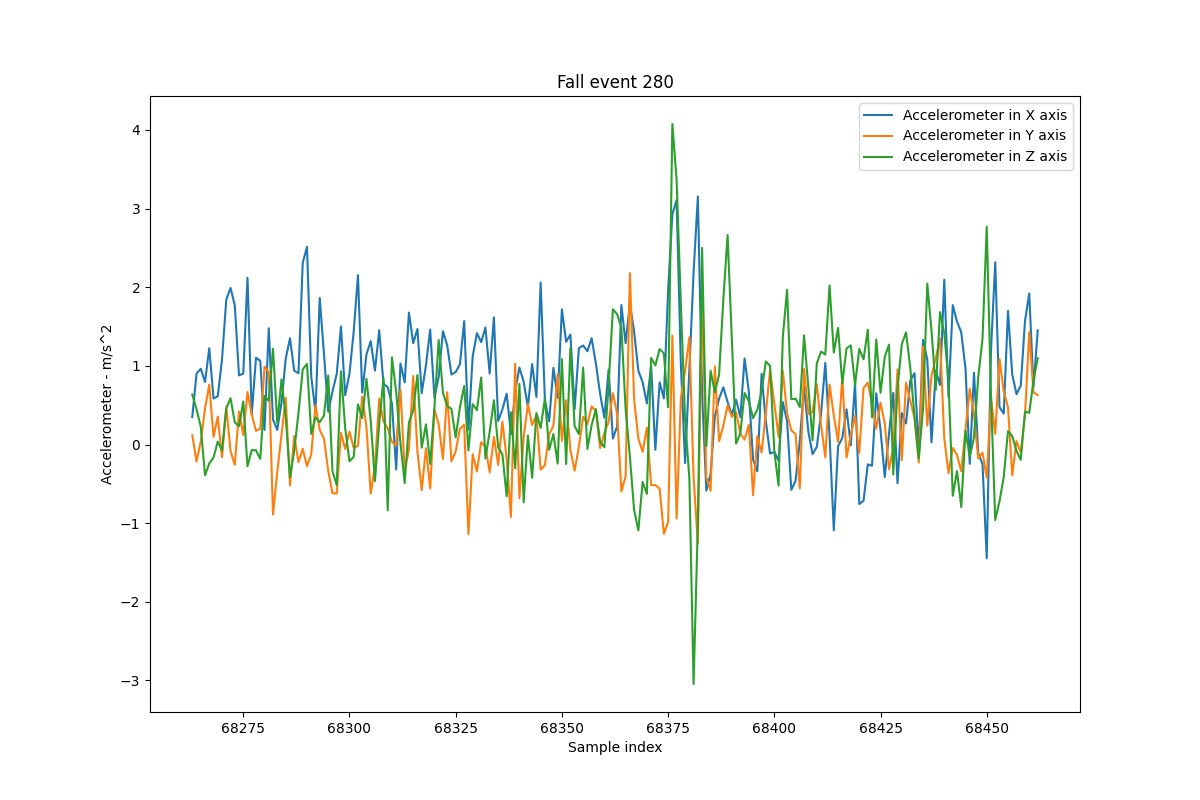 Fall event 280
Accelerometer in X axis
Accelerometer in Y axis
Accelerometer in Z axis
Accelerometer - m/s^2
4
3
2
1
0
−1
−2
−3
68275 68300 68325 68350 68375 68400 68425 68450
Sample index